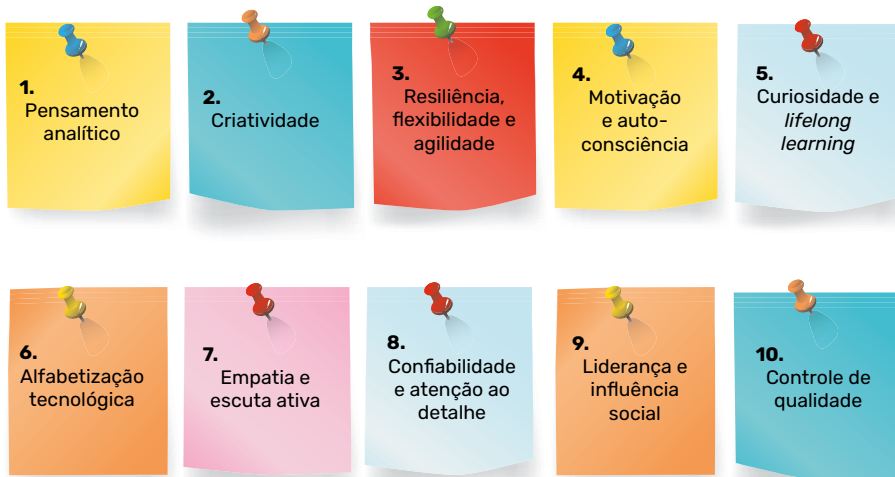 1.
Pensamento
analítico
2.
Criatividade
3.
Resiliência,
flexibilidade e
agilidade
4.
Motivação
e auto-
consciência
5.
Curiosidade e
lifelong
learning
6.
Alfabetização
tecnológica
7.
Empatia e
escuta ativa
8.
Confiabilidade
e atenção ao
detalhe
9.
Liderança e
influência
social
10.
Controle de
qualidade